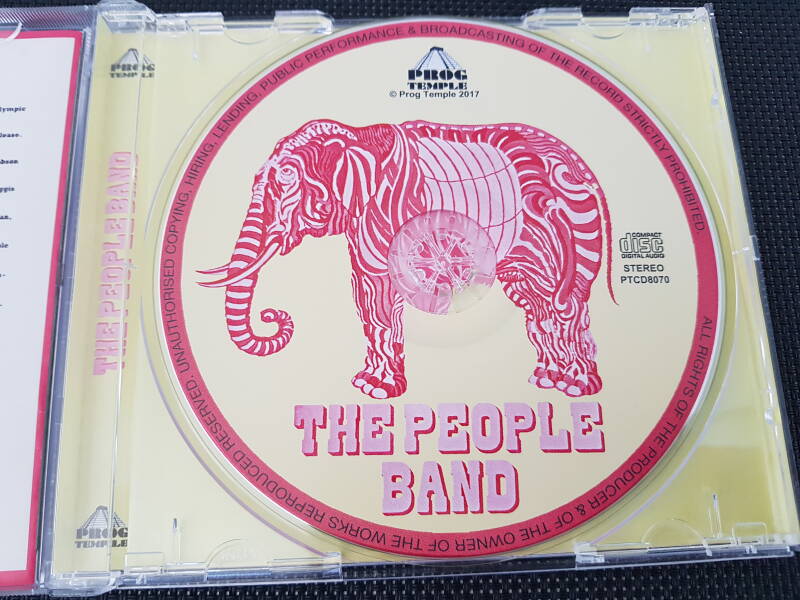 PROG
TEMPLE
© Prog Temple 2017
UNAUTHORISED COPYING, HIRING, LENDING, PUBLIC PERFORMANCE & BROADCASTING OF THE RECORD STRICTLY PROHIBITED.
ALL RIGHTS OF THE PRODUCER & OF THE OWNER OF THE WORKS REPRODUCED RESERVED.
COMPACT
disc
DIGITAL AUDIO
STEREO
PTCD8070
THE PEOPLE
BAND
PROG
TEMPLE
THE PEOPLE BAND
PROG
TEMPLE